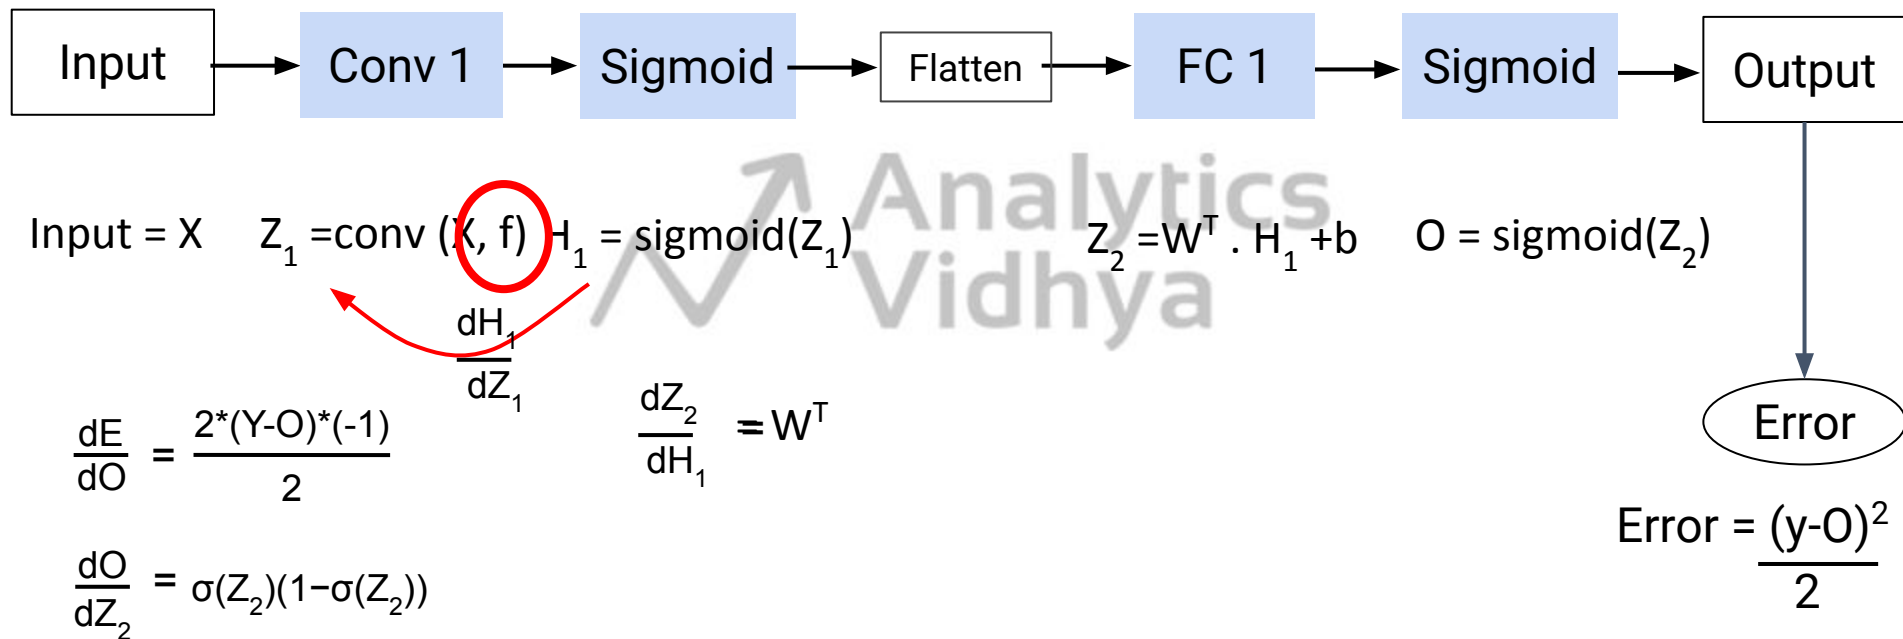 Input Conv 1 Sigmoid Flatten FC 1 Sigmoid Output
Analytics
Vidhya
Input = X Z₁ =conv (X, f) H₁ = sigmoid(Z₁) Z₂ =Wᵀ . H₁ +b O = sigmoid(Z₂)
dH₁
dZ₁
dE
dO
=
2*(Y-O)*(-1)
2
dZ₂
dH₁
= Wᵀ
Error
dO
dZ₂
= σ(Z₂)(1−σ(Z₂))
Error = (y-O)²
2